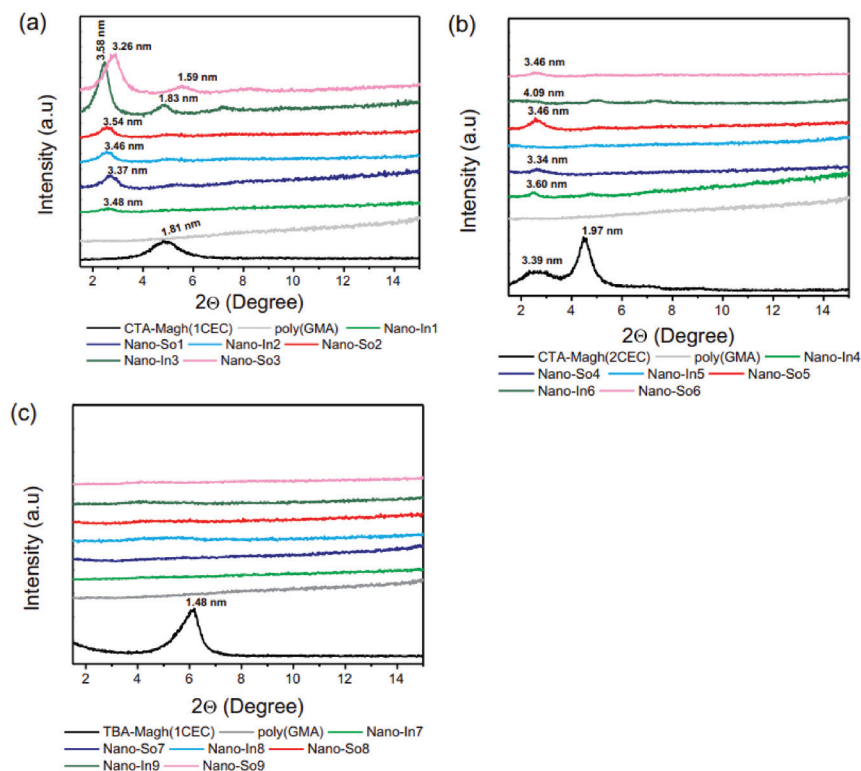 (a)
3.58 nm
3.26 nm
1.59 nm
1.83 nm
3.54 nm
3.46 nm
3.37 nm
3.48 nm
1.81 nm
Intensity (a.u)
2 4 6 8 10 12 14
2Θ (Degree)
CTA-Magh(1CEC) poly(GMA) Nano-In1
Nano-So1 Nano-In2 Nano-So2
Nano-In3 Nano-So3
(b)
3.46 nm
4.09 nm
3.46 nm
3.34 nm
3.60 nm
1.97 nm
3.39 nm
Intensity (a.u)
2 4 6 8 10 12 14
2Θ (Degree)
CTA-Magh(2CEC) poly(GMA) Nano-In4
Nano-So4 Nano-In5 Nano-So5
Nano-In6 Nano-So6
(c)
1.48 nm
Intensity (a.u)
2 4 6 8 10 12 14
2Θ (Degree)
TBA-Magh(1CEC) poly(GMA) Nano-In7
Nano-So7 Nano-In8 Nano-So8
Nano-In9 Nano-So9